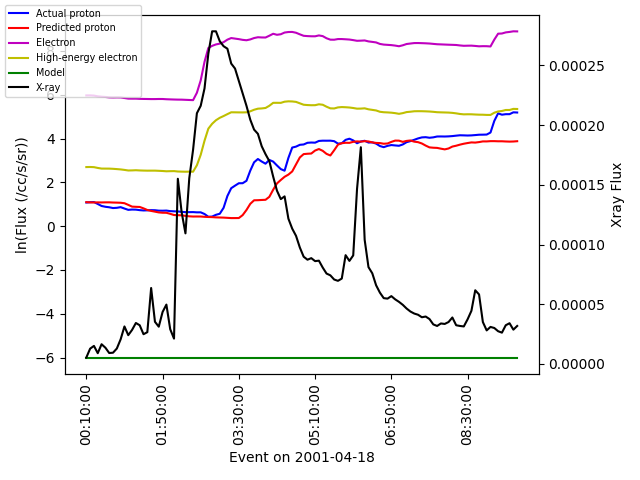 Actual proton
Predicted proton
Electron
High-energy electron
Model
X-ray
ln(Flux (/cc/s/sr))
8
6
4
2
0
−2
−4
−6
0.00025
0.00020
0.00015
0.00010
0.00005
0.00000
Xray Flux
00:10:00
01:50:00
03:30:00
05:10:00
06:50:00
08:30:00
Event on 2001-04-18